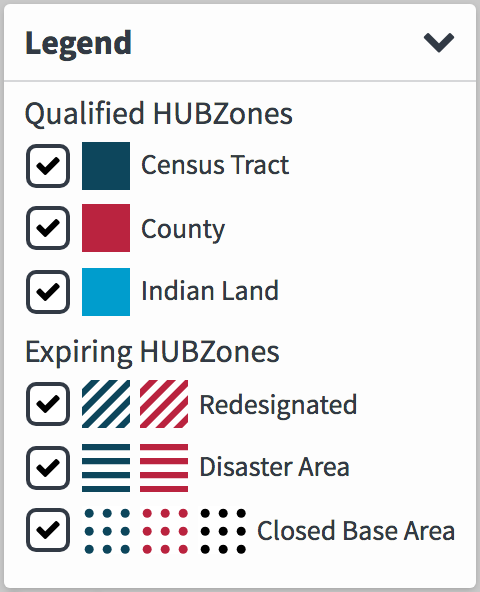 Legend
Qualified HUBZones
Census Tract
County
Indian Land
Expiring HUBZones
Redesignated
Disaster Area
Closed Base Area